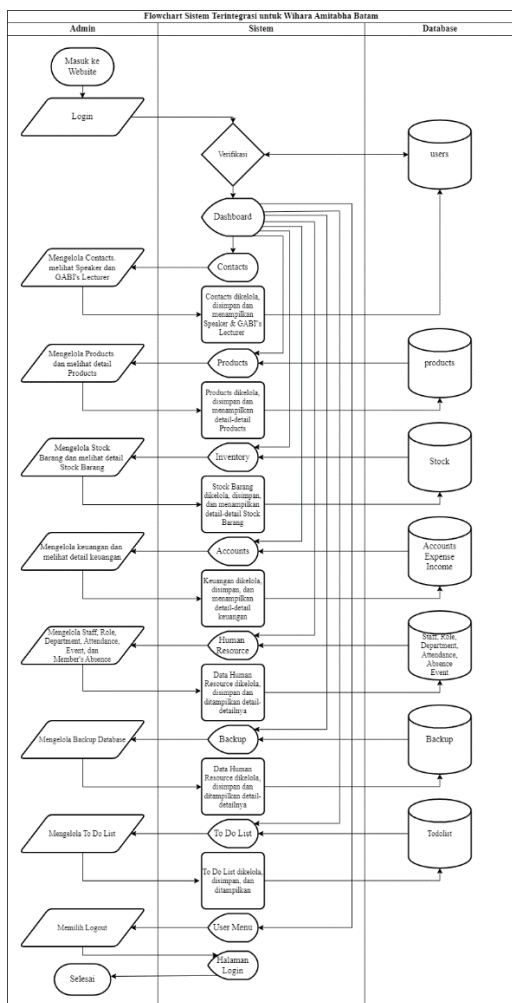 Flowchart Sistem Terintegrasi untuk Wihara Amitabha Batam
Admin
Sistem
Database
Masuk ke
Website
Login
Verifikasi
users
Dashboard
Mengelola Contacts.
melihat Speaker dan
GABI's Lecturer
Contacts
Contacts dikelola,
disimpan dan
menampilkan
Speaker & GABI's
Lecturer
Mengelola Products
dan melihat detail
Products
Products
products
Products dikelola,
disimpan dan
menampilkan
detail-detail
Products
Mengelola Stock
Barang dan melihat detail
Stock Barang
Inventory
Stock
Stock Barang
dikelola, disimpan,
dan menampilkan
detail-detail Stock
Barang
Mengelola keuangan dan
melihat detail keuangan
Accounts
Accounts
Expense
Income
Keuangan dikelola,
disimpan, dan
menampilkan
detail-detail
keuangan
Mengelola Staff, Role,
Department, Attendance,
Event, dan
Member's Absence
Human
Resource
Staff, Role,
Department,
Attendance,
Absence
Event
Data Human
Resource dikelola,
disimpan dan
ditampilkan detail-
detailnya
Mengelola Backup Database
Backup
Backup
Data Human
Resource dikelola,
disimpan dan
ditampilkan detail-
detailnya
Mengelola To Do List
To Do List
Todolist
To Do List dikelola,
disimpan, dan
ditampilkan
Memilih Logout
User Menu
Halaman
Login
Selesai